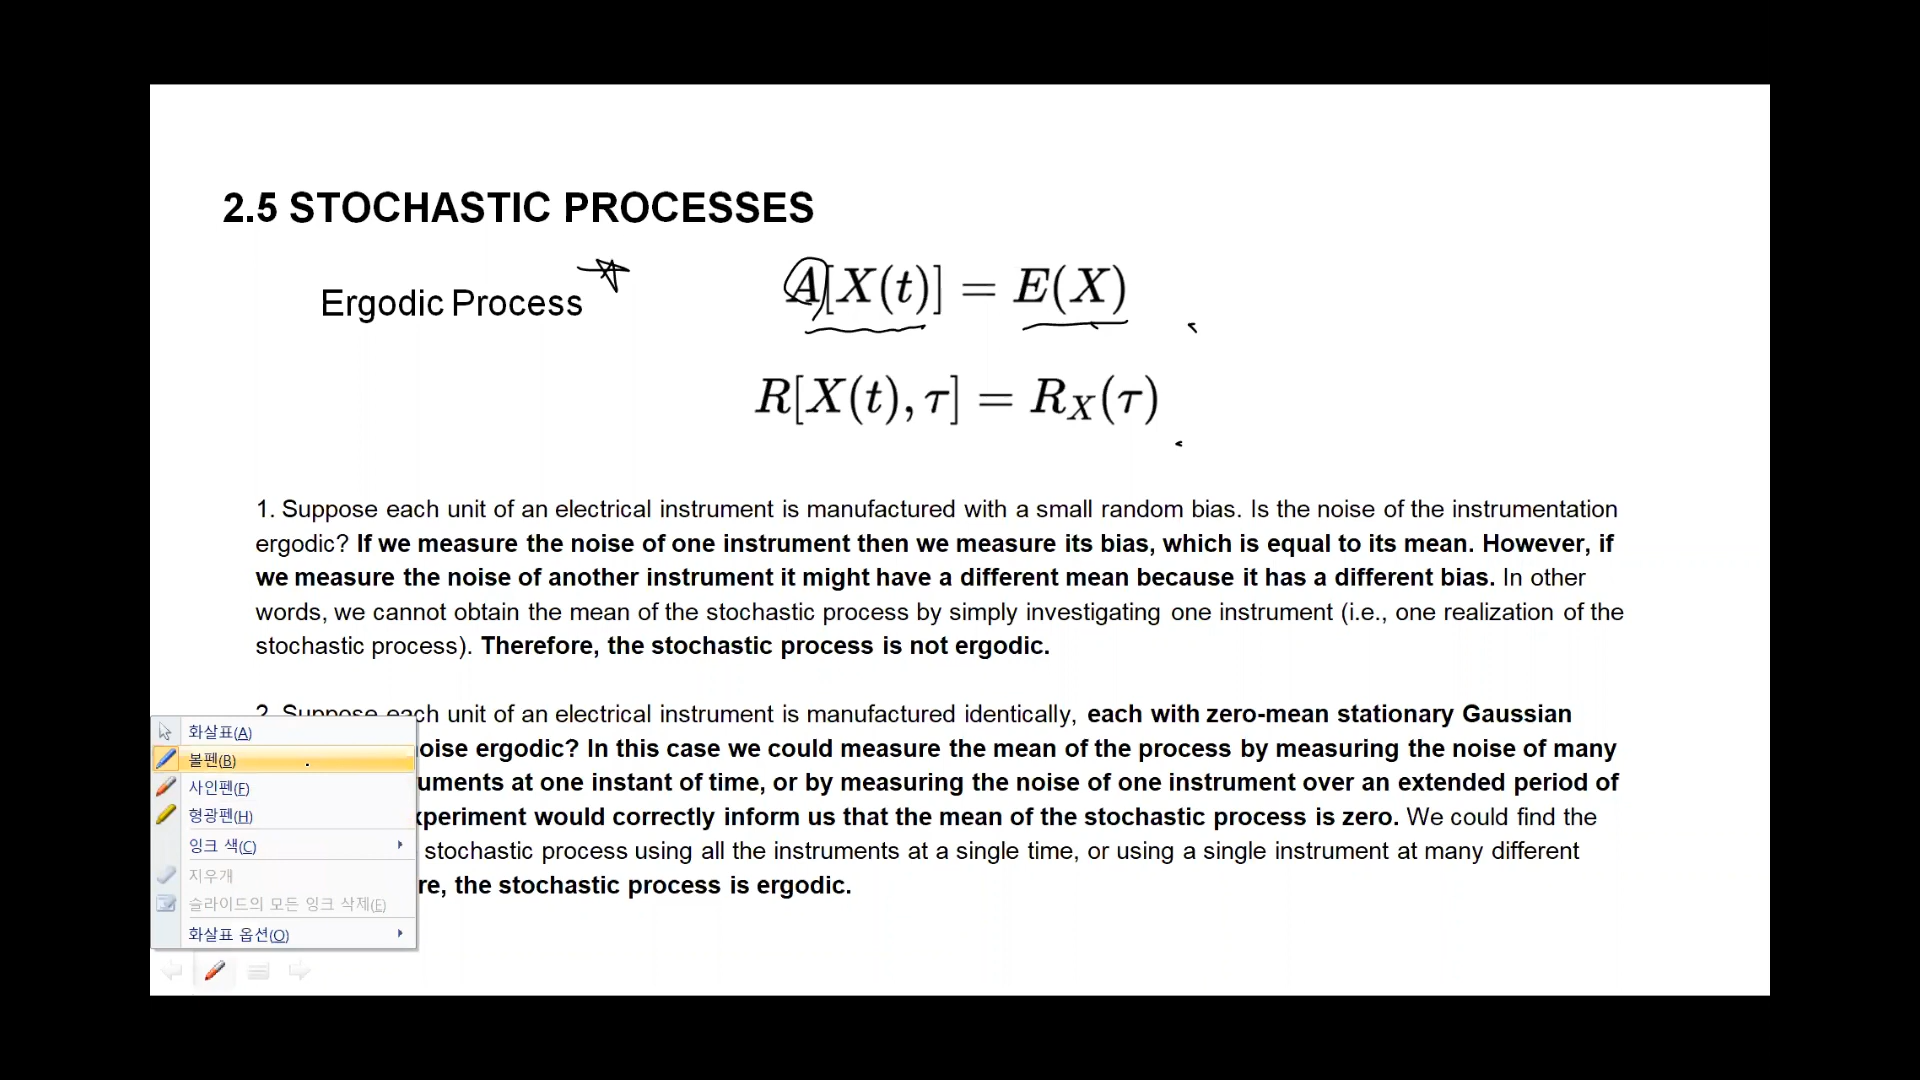 2.5 STOCHASTIC PROCESSES
Ergodic Process
A[X(t)] = E(X)
R[X(t), τ] = R_X(τ)
1. Suppose each unit of an electrical instrument is manufactured with a small random bias. Is the noise of the instrumentation
ergodic? If we measure the noise of one instrument then we measure its bias, which is equal to its mean. However, if
we measure the noise of another instrument it might have a different mean because it has a different bias. In other
words, we cannot obtain the mean of the stochastic process by simply investigating one instrument (i.e., one realization of the
stochastic process). Therefore, the stochastic process is not ergodic.
2. Suppose each unit of an electrical instrument is manufactured identically, each with zero-mean stationary Gaussian
ergodic? In this case we could measure the mean of the process by measuring the noise of many
at one instant of time, or by measuring the noise of one instrument over an extended period of
would correctly inform us that the mean of the stochastic process is zero. We could find the
stochastic process using all the instruments at a single time, or using a single instrument at many different
the stochastic process is ergodic.
화살표(A)
볼펜(B)
사인펜(F)
형광펜(H)
잉크 색(C)
지우개
슬라이드의 모든 잉크 삭제(E)
화살표 옵션(O)